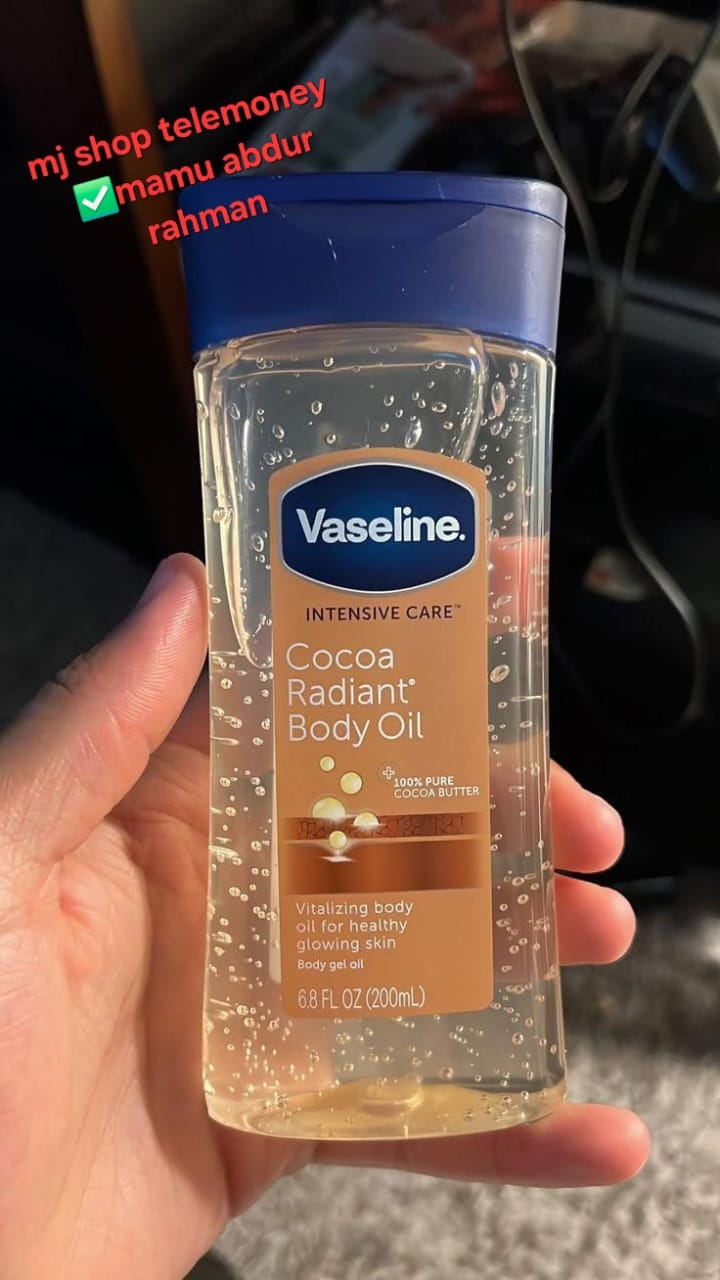 mj shop telemoney
✅mamu abdur
rahman
Vaseline.
INTENSIVE CARE™
Cocoa
Radiant®
Body Oil
100% PURE
COCOA BUTTER
Vitalizing body
oil for healthy
glowing skin
Body gel oil
6.8 FL OZ (200mL)